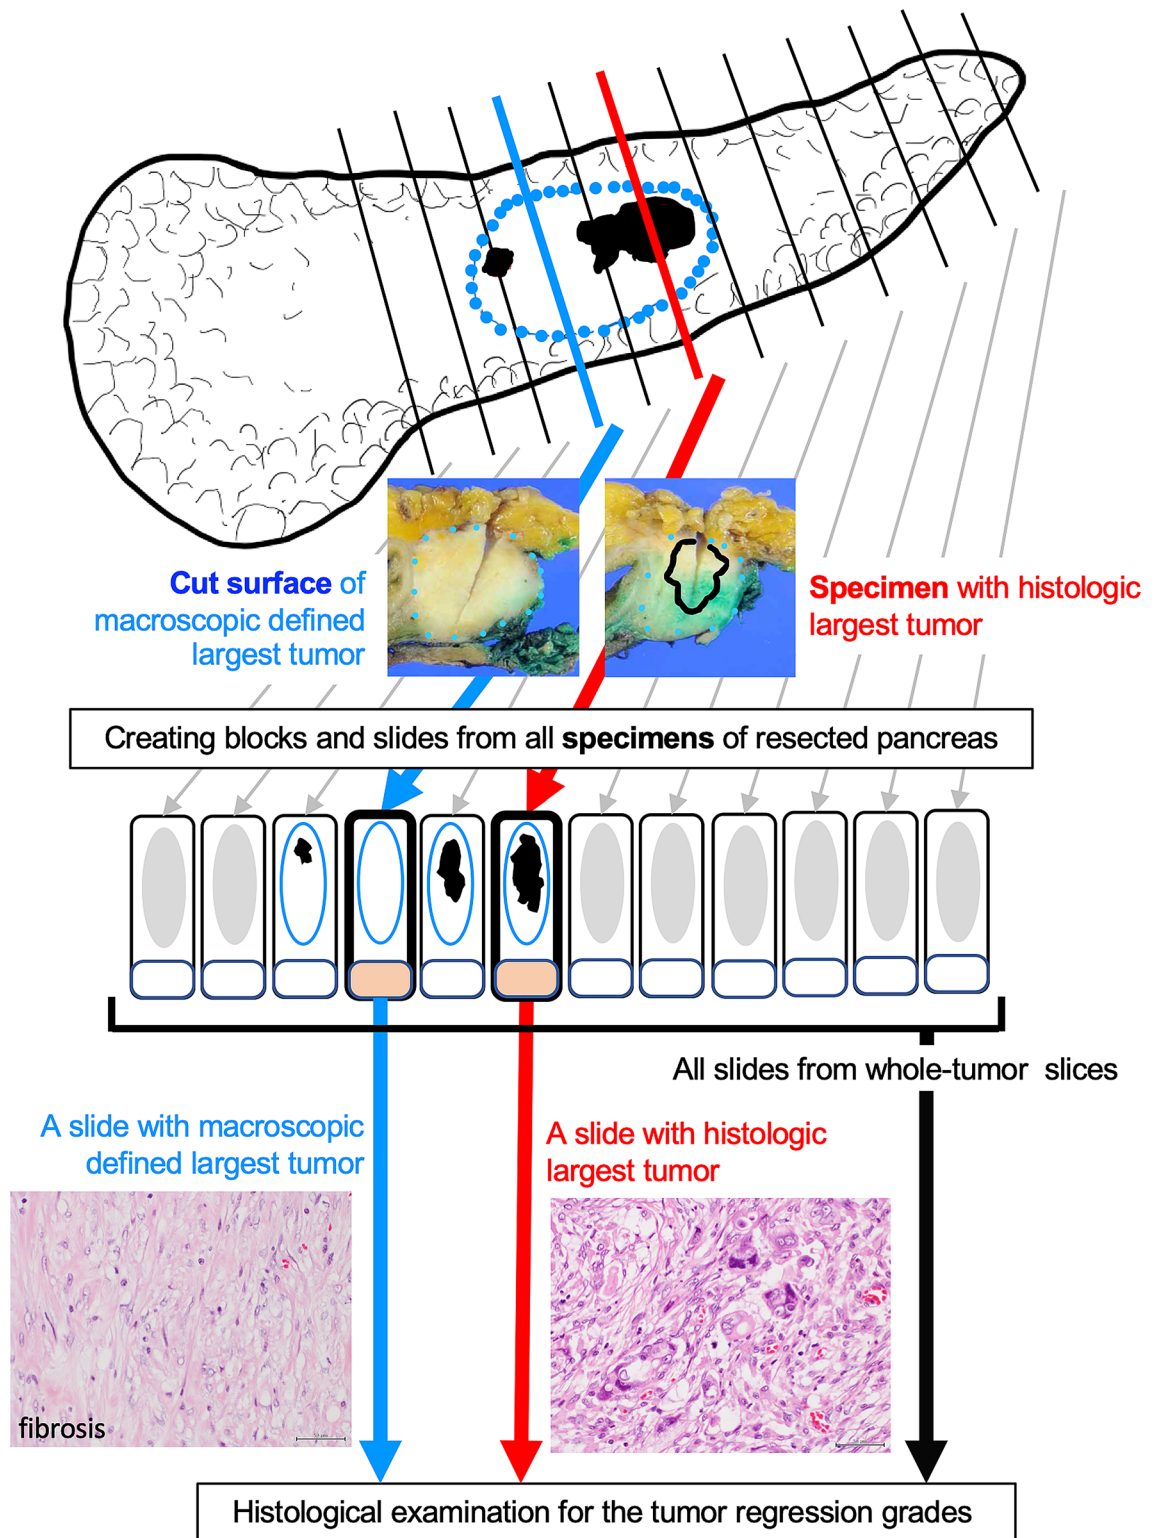 Cut surface of
macroscopic defined
largest tumor
Specimen with histologic
largest tumor
Creating blocks and slides from all specimens of resected pancreas
All slides from whole-tumor slices
A slide with macroscopic
defined largest tumor
A slide with histologic
largest tumor
fibrosis
Histological examination for the tumor regression grades